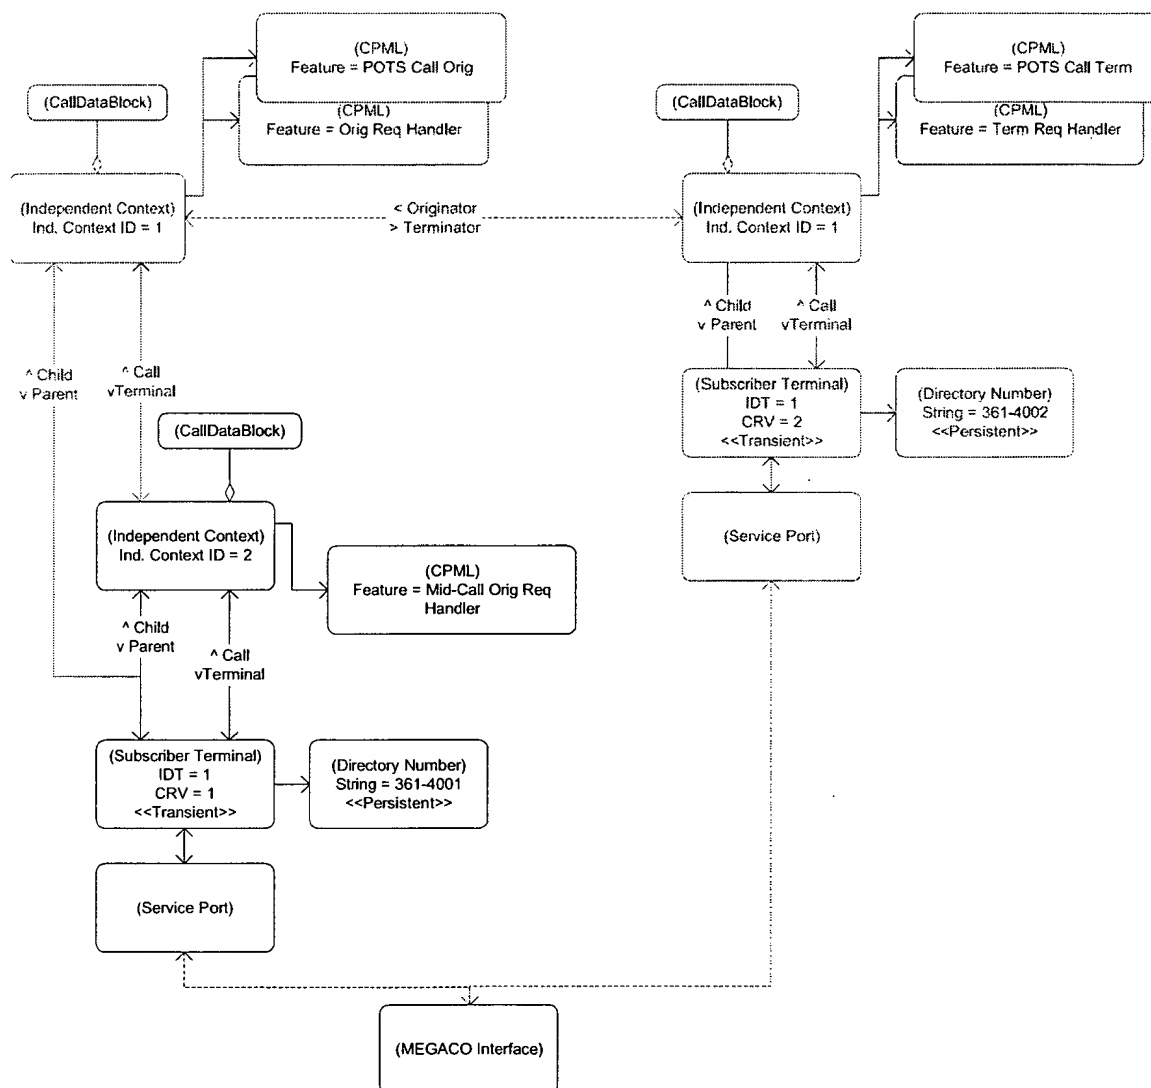 (CPML)
Feature = POTS Call Orig
(CPML)
Feature = Orig Req Handler
(CallDataBlock)
(Independent Context)
Ind. Context ID = 1
< Originator
> Terminator
(CPML)
Feature = POTS Call Term
(CPML)
Feature = Term Req Handler
(CallDataBlock)
(Independent Context)
Ind. Context ID = 1
^ Child
v Parent
^ Call
vTerminal
(Subscriber Terminal)
IDT = 1
CRV = 2
<<Transient>>
(Directory Number)
String = 361-4002
<<Persistent>>
(Service Port)
^ Child
v Parent
^ Call
vTerminal
(CallDataBlock)
(Independent Context)
Ind. Context ID = 2
(CPML)
Feature = Mid-Call Orig Req
Handler
^ Child
v Parent
^ Call
vTerminal
(Subscriber Terminal)
IDT = 1
CRV = 1
<<Transient>>
(Directory Number)
String = 361-4001
<<Persistent>>
(Service Port)
(MEGACO Interface)